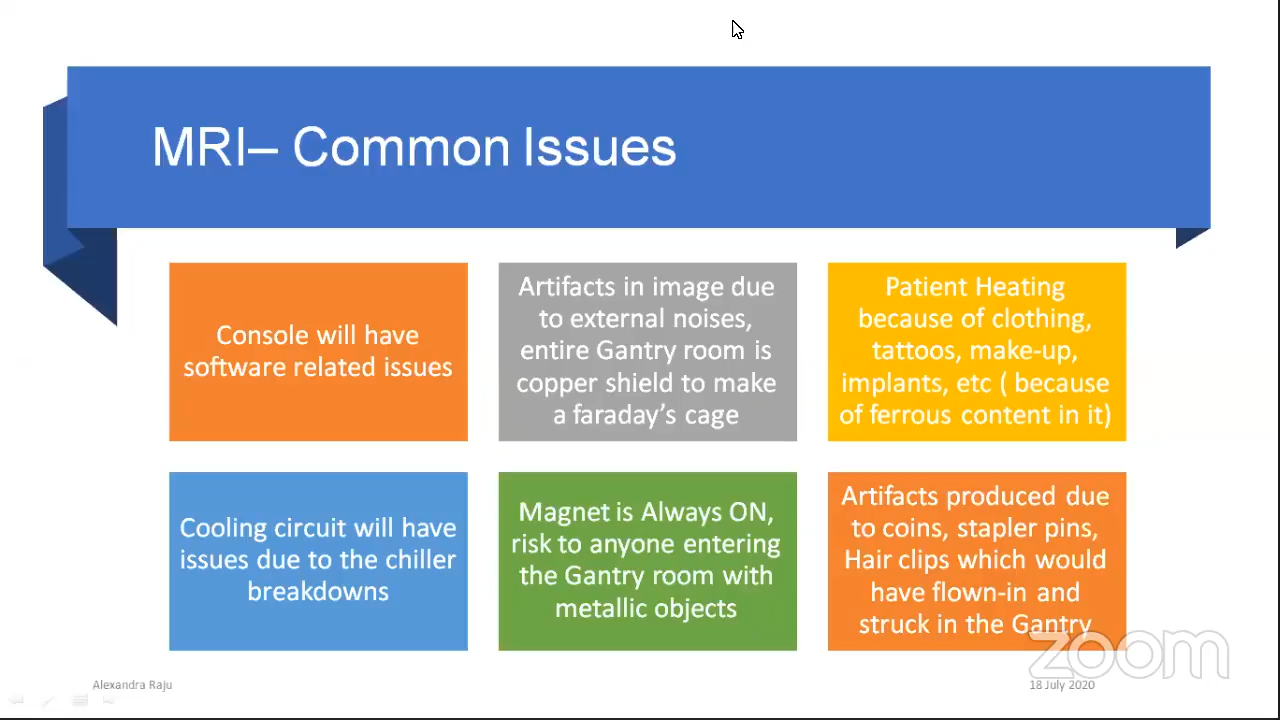 MRI– Common Issues
Console will have
software related issues
Artifacts in image due
to external noises,
entire Gantry room is
copper shield to make
a faraday's cage
Patient Heating
because of clothing,
tattoos, make-up,
implants, etc ( because
of ferrous content in it)
Cooling circuit will have
issues due to the chiller
breakdowns
Magnet is Always ON,
risk to anyone entering
the Gantry room with
metallic objects
Artifacts produced due
to coins, stapler pins,
Hair clips which would
have flown-in and
struck in the Gantry
zoom
Alexandra Raju
18 July 2020